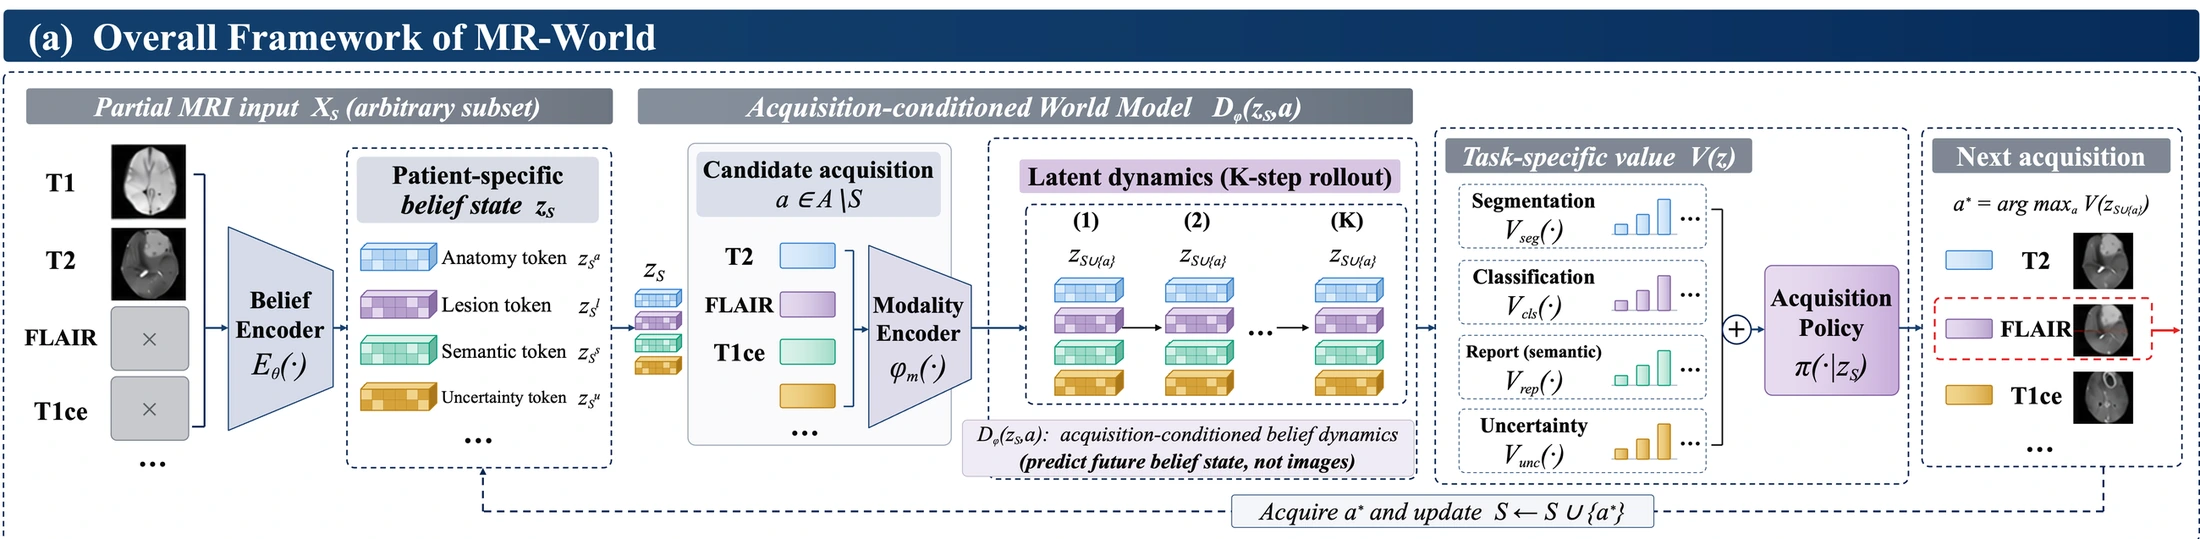 (a) Overall Framework of MR-World
Partial MRI input X_S (arbitrary subset)
T1
T2
FLAIR
×
T1ce
×
...
Belief
Encoder
E_θ(·)
Patient-specific
belief state z_S
Anatomy token z_S^a
Lesion token z_S^l
Semantic token z_S^s
Uncertainty token z_S^u
...
Acquisition-conditioned World Model D_φ(z_S,a)
z_S
Candidate acquisition
a ∈ A \ S
T2
FLAIR
T1ce
...
Modality
Encoder
φ_m(·)
Latent dynamics (K-step rollout)
(1) (2) (K)
z_{S∪{a}} z_{S∪{a}} z_{S∪{a}}
...
D_φ(z_S,a): acquisition-conditioned belief dynamics
(predict future belief state, not images)
Task-specific value V(z)
Segmentation
V_seg(·)
...
Classification
V_cls(·)
...
Report (semantic)
V_rep(·)
...
Uncertainty
V_unc(·)
...
+
Acquisition
Policy
π(·|z_S)
Next acquisition
a* = arg max_a V(z_{S∪{a}})
T2
FLAIR
T1ce
...
Acquire a* and update S ← S ∪ {a*}